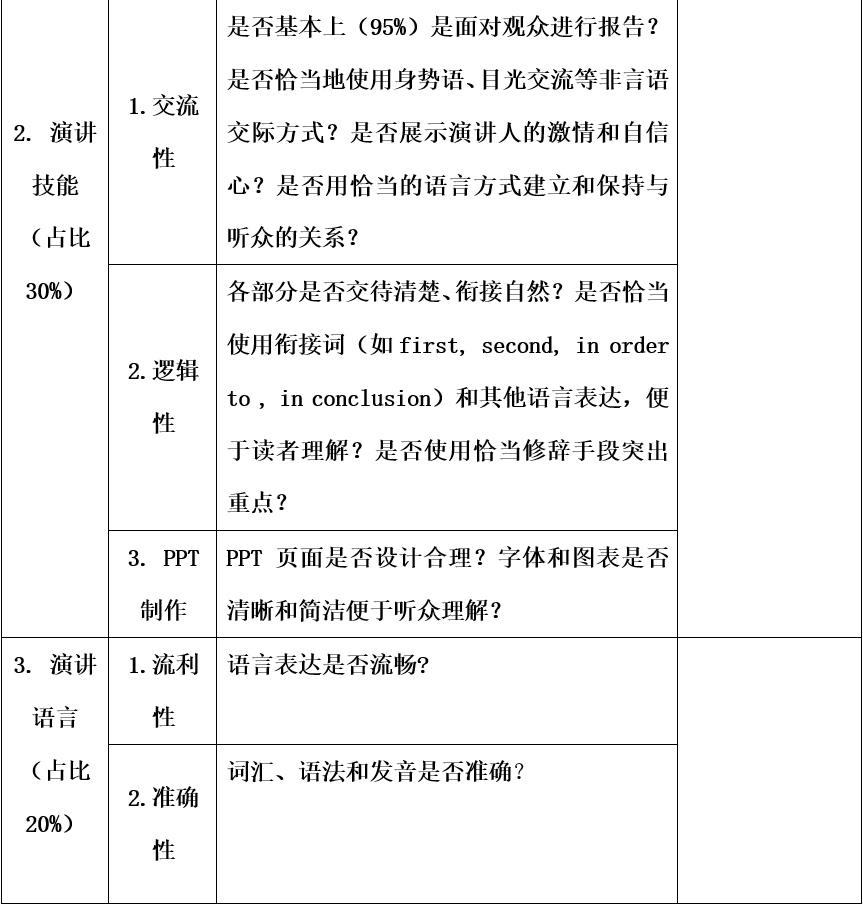 2. 演讲
技能
（占比
30%）
1.交流
性
是否基本上（95%）是面对观众进行报告？
是否恰当地使用身势语、目光交流等非言语
交际方式？是否展示演讲人的激情和自信
心？是否用恰当的语言方式建立和保持与
听众的关系？
2.逻辑
性
各部分是否交待清楚、衔接自然？是否恰当
使用衔接词（如 first, second, in order
to , in conclusion）和其他语言表达，便
于读者理解？是否使用恰当修辞手段突出
重点？
3. PPT
制作
PPT 页面是否设计合理？字体和图表是否
清晰和简洁便于听众理解？
3. 演讲
语言
（占比
20%）
1.流利
性
语言表达是否流畅?
2.准确
性
词汇、语法和发音是否准确？